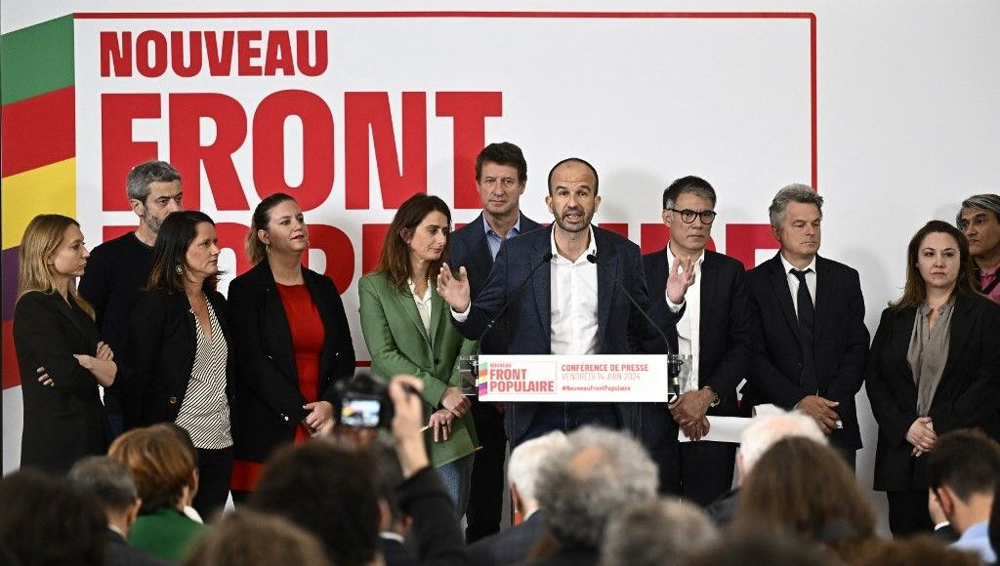 NOUVEAU
FRONT
NOUVEAU
FRONT
POPULAIRE
CONFÉRENCE DE PRESSE
VENDREDI 14 JUIN 2024
#NouveauFrontPopulaire